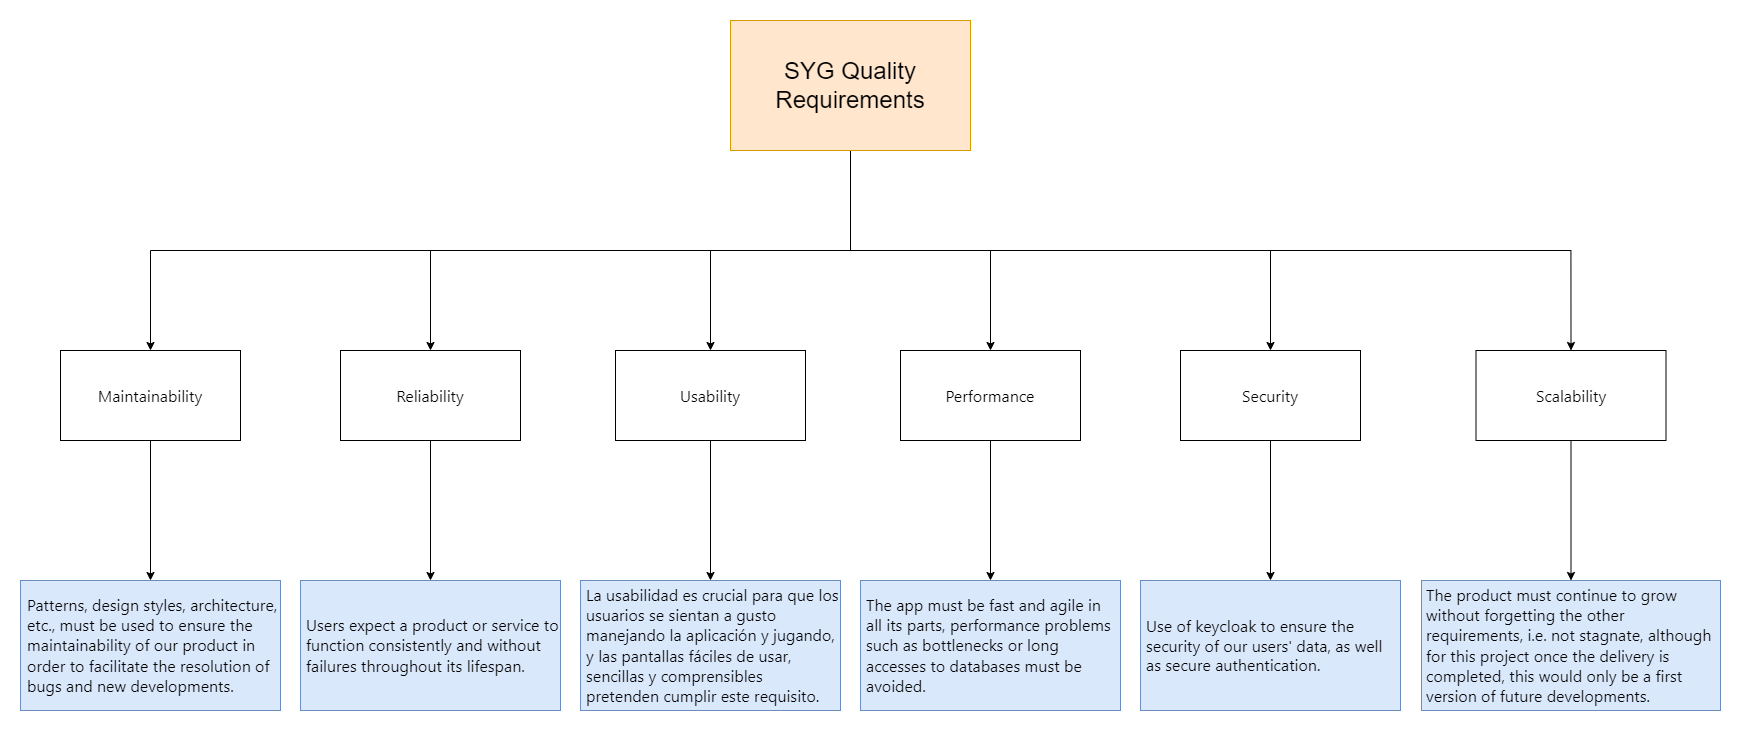 SYG Quality
Requirements
Maintainability
Reliability
Usability
Performance
Security
Scalability
Patterns, design styles, architecture,
etc., must be used to ensure the
maintainability of our product in
order to facilitate the resolution of
bugs and new developments.
Users expect a product or service to
function consistently and without
failures throughout its lifespan.
La usabilidad es crucial para que los
usuarios se sientan a gusto
manejando la aplicación y jugando,
y las pantallas fáciles de usar,
sencillas y comprensibles
pretenden cumplir este requisito.
The app must be fast and agile in
all its parts, performance problems
such as bottlenecks or long
accesses to databases must be
avoided.
Use of keycloak to ensure the
security of our users' data, as well
as secure authentication.
The product must continue to grow
without forgetting the other
requirements, i.e. not stagnate, although
for this project once the delivery is
completed, this would only be a first
version of future developments.